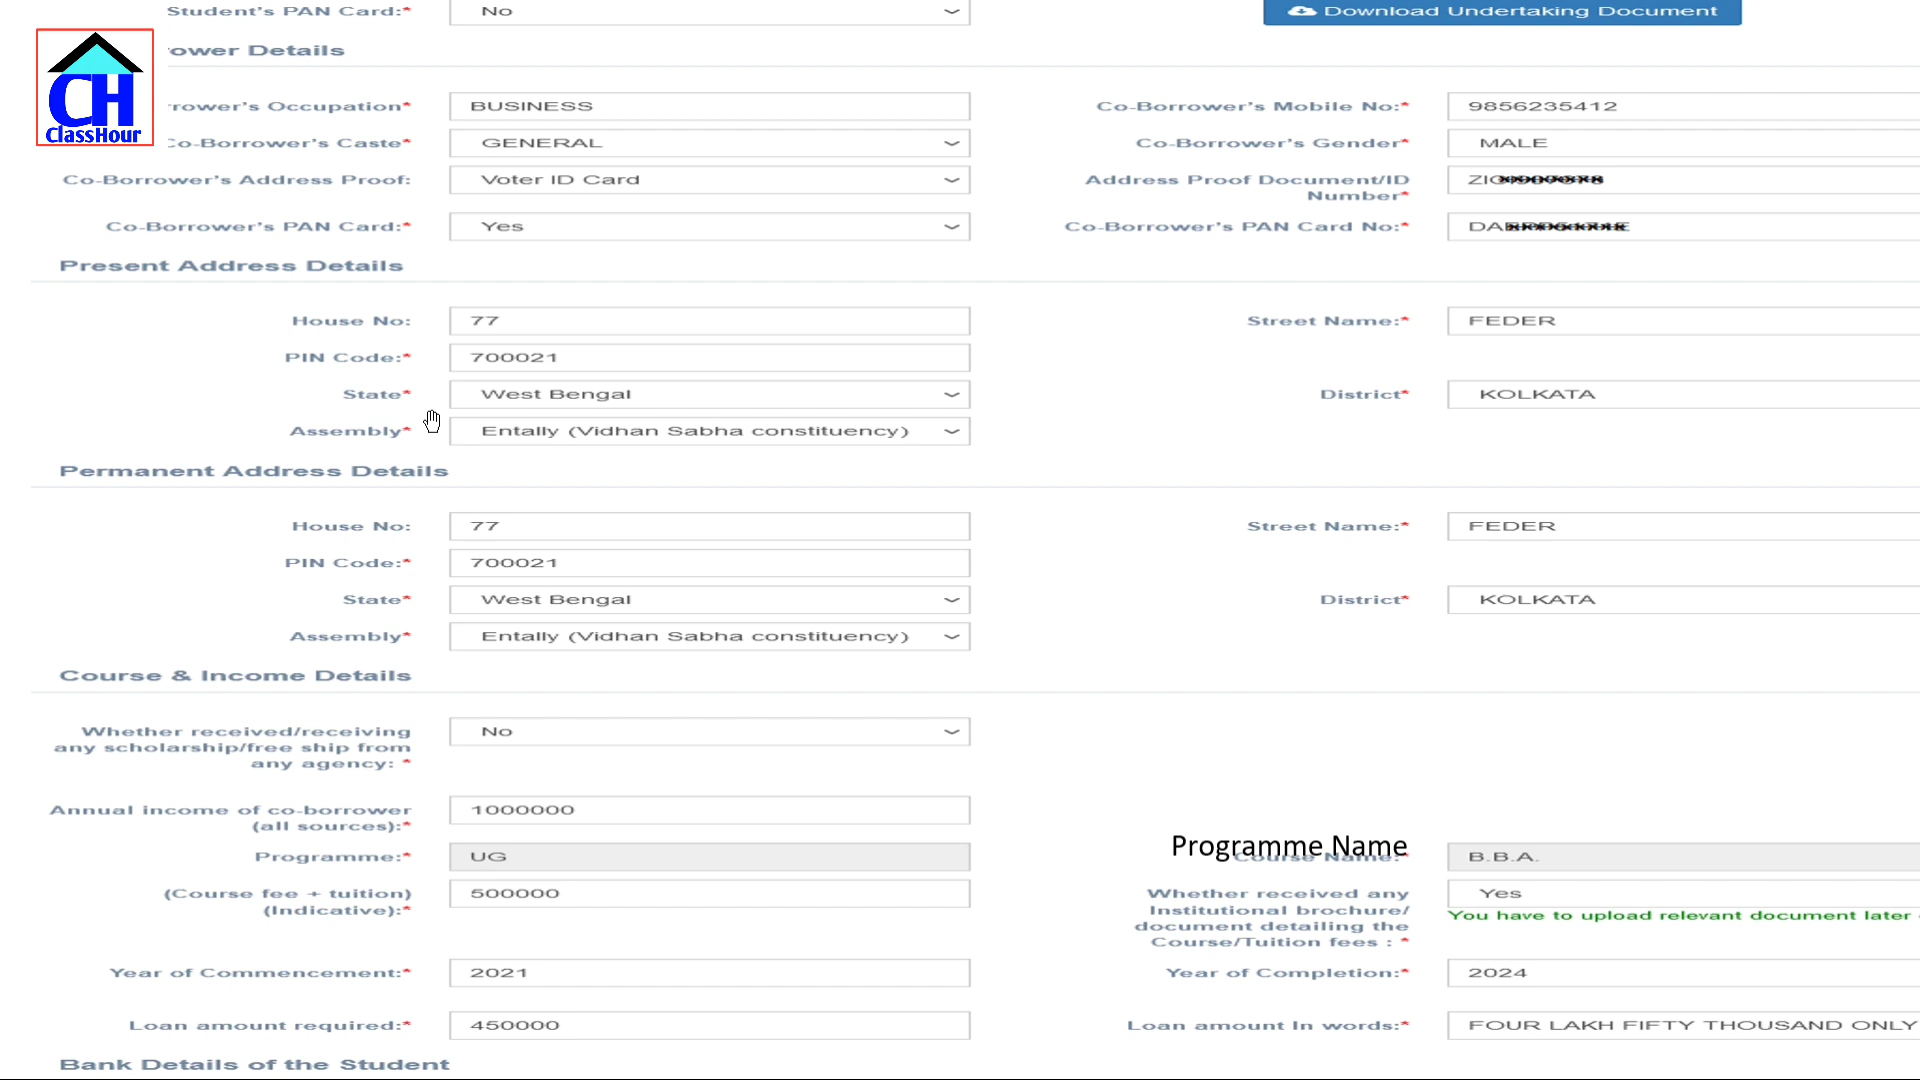 Student's PAN Card:* No Download Undertaking Document
CH
ClassHour
ower Details
rower's Occupation* BUSINESS Co-Borrower's Mobile No:* 9856235412
Co-Borrower's Caste* GENERAL Co-Borrower's Gender* MALE
Co-Borrower's Address Proof: Voter ID Card Address Proof Document/ID
Number*
Co-Borrower's PAN Card:* Yes Co-Borrower's PAN Card No:*
Present Address Details
House No: 77 Street Name:* FEDER
PIN Code:* 700021
State* West Bengal District* KOLKATA
Assembly* Entally (Vidhan Sabha constituency)
Permanent Address Details
House No: 77 Street Name:* FEDER
PIN Code:* 700021
State* West Bengal District* KOLKATA
Assembly* Entally (Vidhan Sabha constituency)
Course & Income Details
Whether received/receiving No
any scholarship/free ship from
any agency: *
Annual income of co-borrower 1000000
(all sources):*
Programme Name
Programme:* UG Course Name:* B.B.A.
(Course fee + tuition) 500000 Whether received any Yes
(Indicative):* Institutional brochure/ You have to upload relevant document later
document detailing the
Course/Tuition fees : *
Year of Commencement:* 2021 Year of Completion:* 2024
Loan amount required:* 450000 Loan amount In words:* FOUR LAKH FIFTY THOUSAND ONLY
Bank Details of the Student